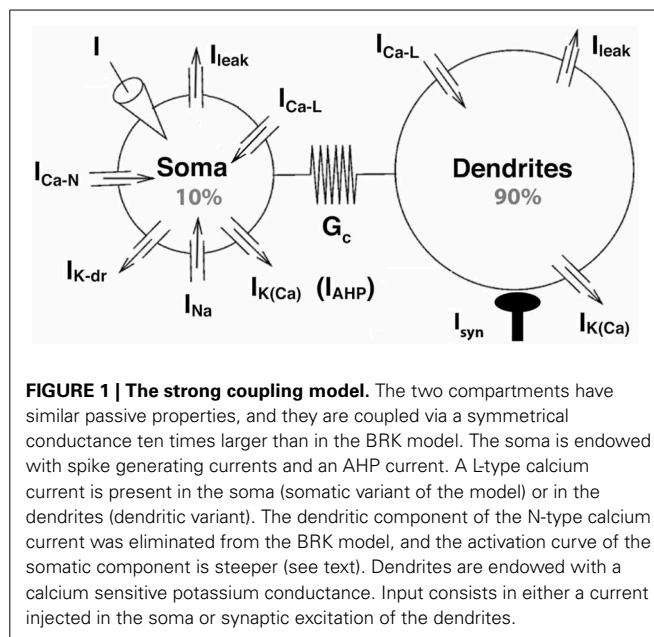 I
I_leak
I_Ca-L
I_Ca-N
Soma
10%
I_K-dr
I_Na
I_K(Ca) (I_AHP)
G_c
I_Ca-L
I_leak
Dendrites
90%
I_syn
I_K(Ca)
FIGURE 1 | The strong coupling model. The two compartments have
similar passive properties, and they are coupled via a symmetrical
conductance ten times larger than in the BRK model. The soma is endowed
with spike generating currents and an AHP current. A L-type calcium
current is present in the soma (somatic variant of the model) or in the
dendrites (dendritic variant). The dendritic component of the N-type calcium
current was eliminated from the BRK model, and the activation curve of the
somatic component is steeper (see text). Dendrites are endowed with a
calcium sensitive potassium conductance. Input consists in either a current
injected in the soma or synaptic excitation of the dendrites.